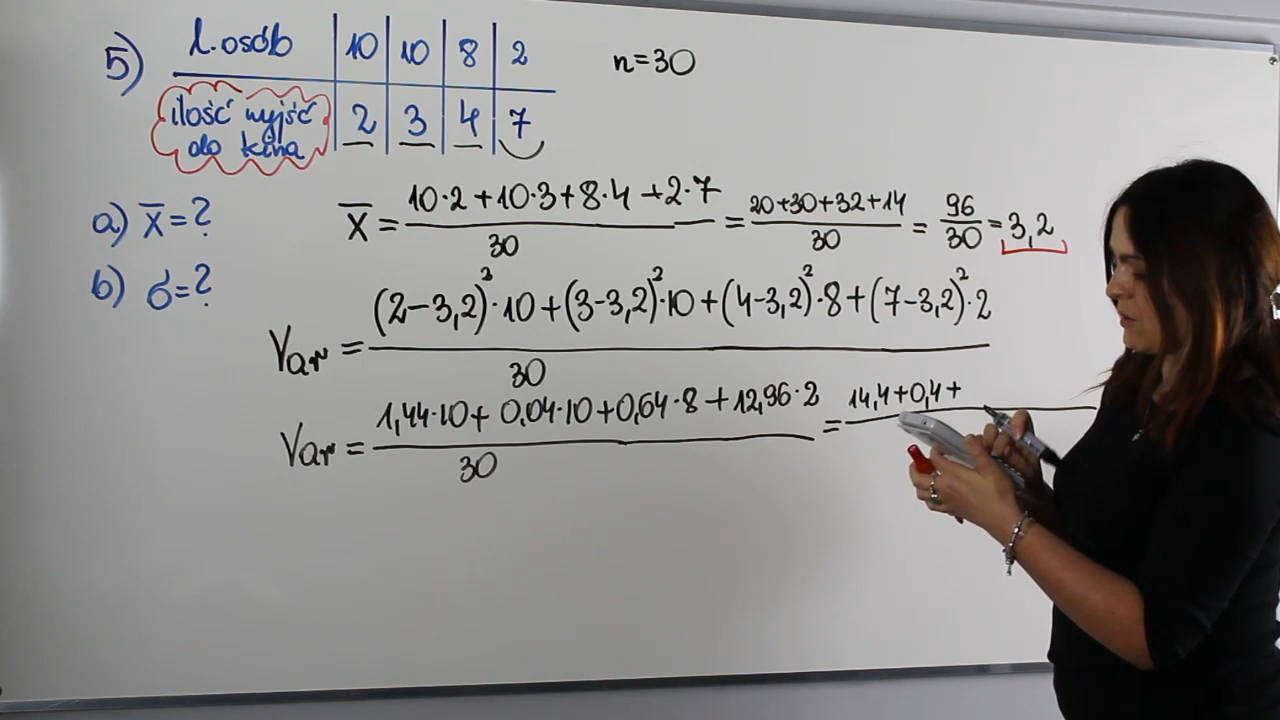 5) l. osób 10 10 8 2 n=30
ilość wyjść 2 3 4 7
do kina
a) x̄=?
x̄ = (10·2+10·3+8·4+2·7)/30 = (20+30+32+14)/30 = 96/30 = 3,2
b) σ=?
Var = ((2-3,2)²·10+(3-3,2)²·10+(4-3,2)²·8+(7-3,2)²·2)/30
Var = (1,44·10+0,04·10+0,64·8+12,96·2)/30 = 14,4+0,4+